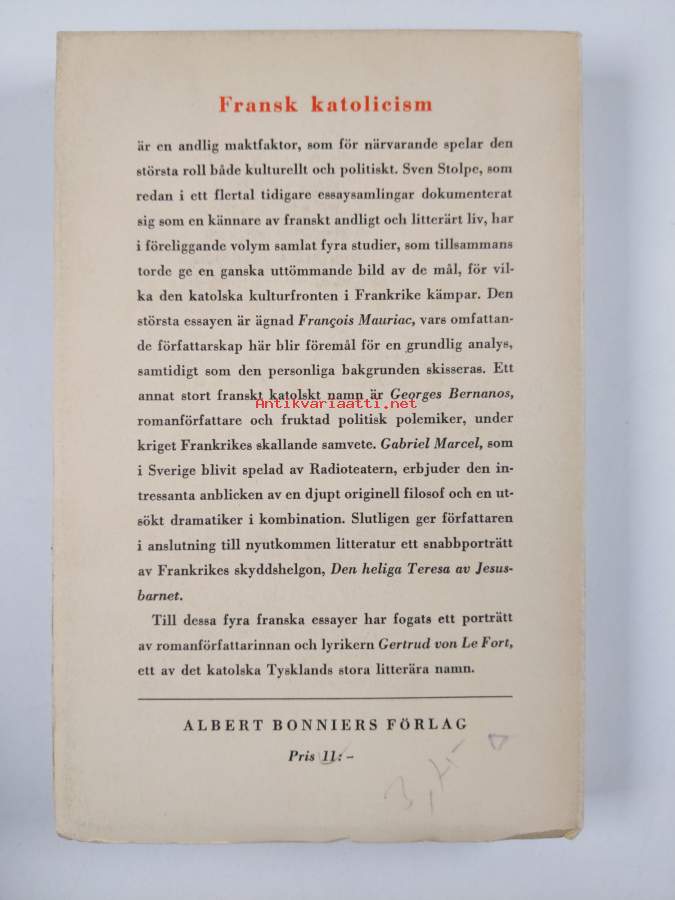 Fransk katolicism
är en andlig maktfaktor, som för närvarande spelar den
största roll både kulturellt och politiskt. Sven Stolpe, som
redan i ett flertal tidigare essaysamlingar dokumenterat
sig som en kännare av franskt andligt och litterärt liv, har
i föreliggande volym samlat fyra studier, som tillsammans
torde ge en ganska uttömmande bild av de mål, för vil-
ka den katolska kulturfronten i Frankrike kämpar. Den
största essayen är ägnad François Mauriac, vars omfattan-
de författarskap här blir föremål för en grundlig analys,
samtidigt som den personliga bakgrunden skisseras. Ett
annat stort franskt katolskt namn är Georges Bernanos,
Antikvariaatti.net
romanförfattare och fruktad politisk polemiker, under
kriget Frankrikes skallande samvete. Gabriel Marcel, som
i Sverige blivit spelad av Radioteatern, erbjuder den in-
tressanta anblicken av en djupt originell filosof och en ut-
sökt dramatiker i kombination. Slutligen ger författaren
i anslutning till nyutkommen litteratur ett snabbporträtt
av Frankrikes skyddshelgon, Den heliga Teresa av Jesus-
barnet.
Till dessa fyra franska essayer har fogats ett porträtt
av romanförfattarinnan och lyrikern Gertrud von Le Fort,
ett av det katolska Tysklands stora litterära namn.
ALBERT BONNIERS FÖRLAG
Pris 11:-